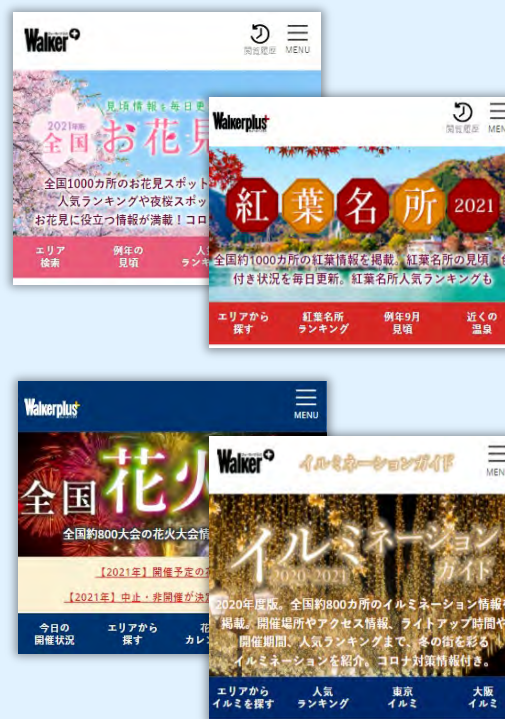 Walker+
閲覧履歴
MENU
見頃情報を毎日更
2021年版
全国
お花見
全国1000カ所のお花見スポット
人気ランキングや夜桜スポッ
お花見に役立つ情報が満載!コロ
エリア
検索
例年の
見頃
人
ランキ
Walkerplus
閲覧履歴
MEN
紅葉名所 2021
全国約1000カ所の紅葉情報を掲載。紅葉名所の見頃・
付き状況を毎日更新。紅葉名所人気ランキングも
エリアから
探す
紅葉名所
ランキング
例年9月
見頃
近くの
温泉
Walkerplus
MENU
全国花火
全国約800大会の花火大会情
【2021年】開催予定の
【2021年】中止・非開催が決
今日の
開催状況
エリアから
探す
花
カレン
Walker+
イルミネーションガイド
MEN
イルミネーション
2020-2021
ガイド
2020年度版。全国約800カ所のイルミネーション情報を
掲載。開催場所やアクセス情報、ライトアップ時間や
開催期間、人気ランキングまで、冬の街を彩る
イルミネーションを紹介。コロナ対策情報付き。
エリアから
イルミを探す
人気
ランキング
東京
イルミ
大阪
イルミ